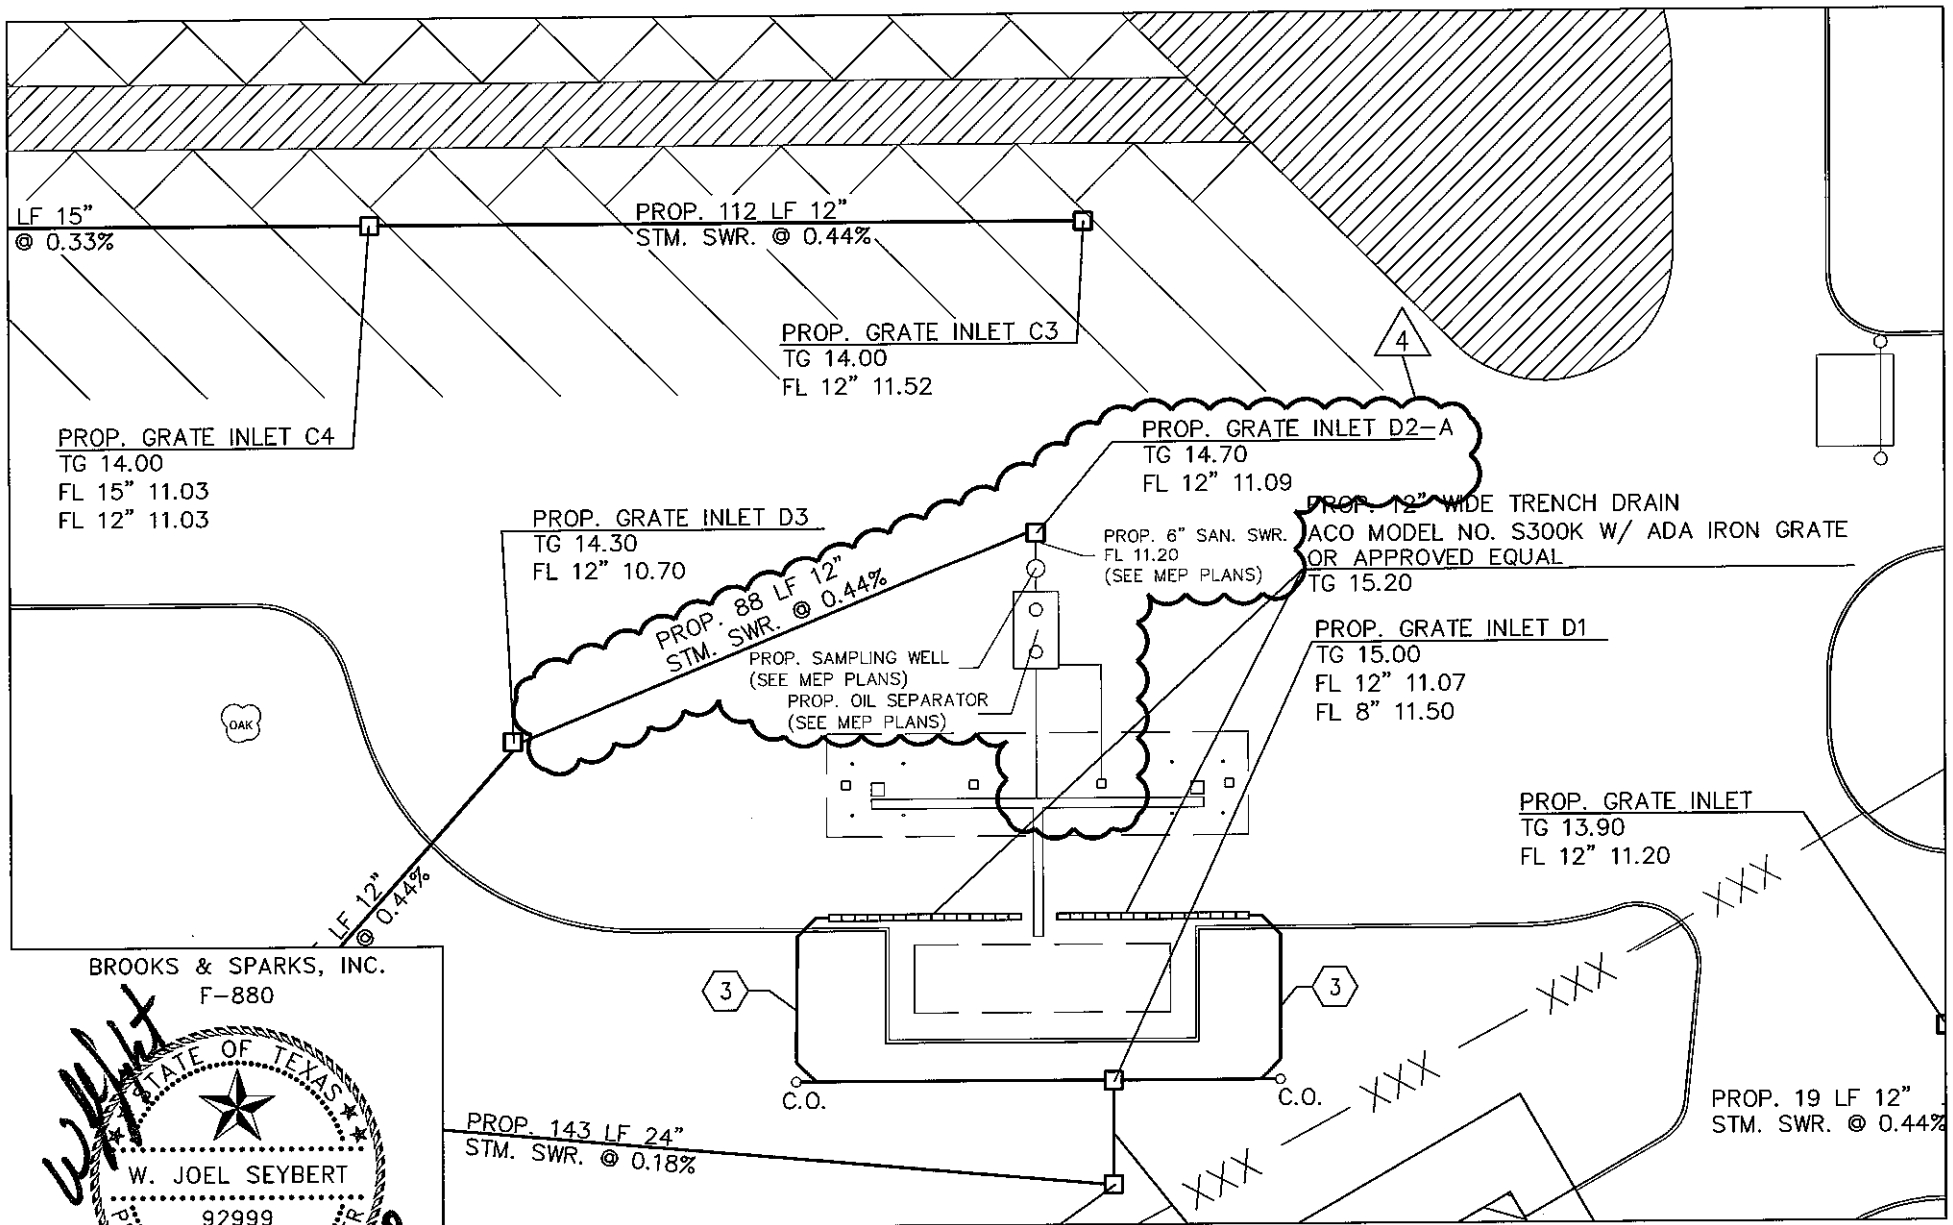 LF 15"
@ 0.33%
PROP. 112 LF 12"
STM. SWR. @ 0.44%
PROP. GRATE INLET C3
TG 14.00
FL 12" 11.52
4
PROP. GRATE INLET C4
TG 14.00
FL 15" 11.03
FL 12" 11.03
PROP. GRATE INLET D2-A
TG 14.70
FL 12" 11.09
PROP. GRATE INLET D3
TG 14.30
FL 12" 10.70
PROP. 88 LF 12"
STM. SWR. @ 0.44%
PROP. 6" SAN. SWR.
FL 11.20
(SEE MEP PLANS)
PROP. 12" WIDE TRENCH DRAIN
ACO MODEL NO. S300K W/ ADA IRON GRATE
OR APPROVED EQUAL
TG 15.20
PROP. SAMPLING WELL
(SEE MEP PLANS)
PROP. OIL SEPARATOR
(SEE MEP PLANS)
PROP. GRATE INLET D1
TG 15.00
FL 12" 11.07
FL 8" 11.50
OAK
PROP. GRATE INLET
TG 13.90
FL 12" 11.20
LF 12"
@ 0.44%
XXX
XXX
XXX
XXX
3
3
C.O.
C.O.
BROOKS & SPARKS, INC.
F-880
STATE OF TEXAS
W. JOEL SEYBERT
92999
PROP. 143 LF 24"
STM. SWR. @ 0.18%
PROP. 19 LF 12"
STM. SWR. @ 0.44%